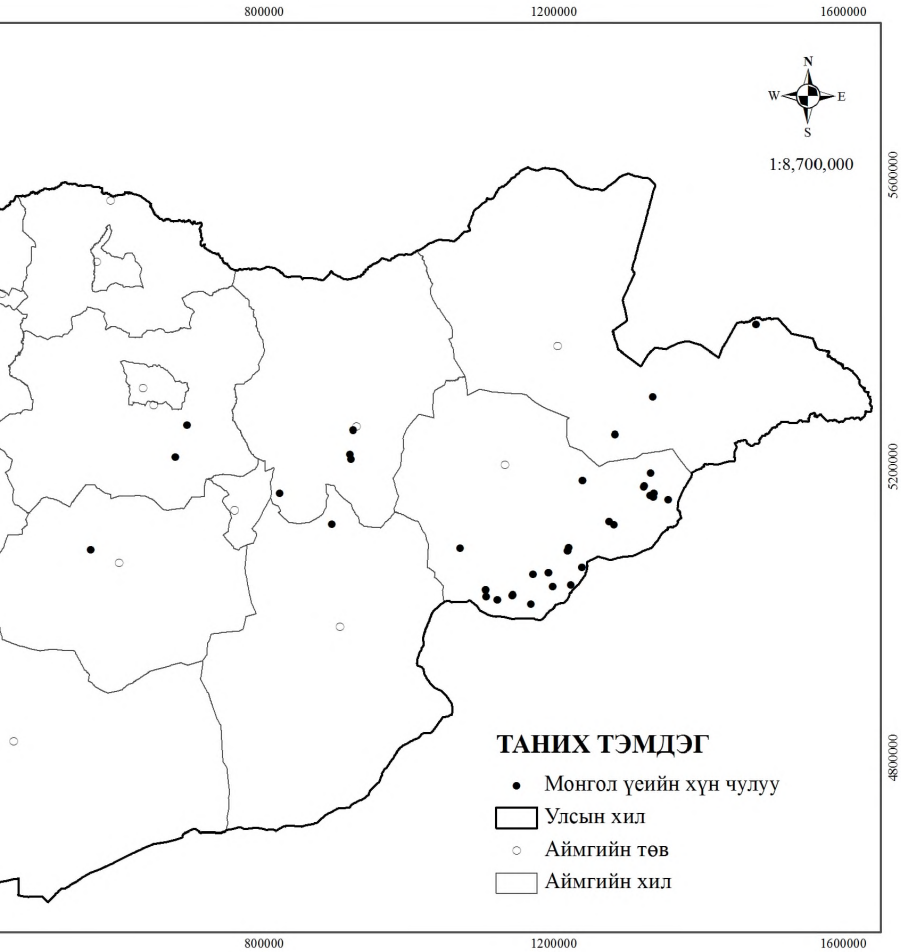 800000 1200000 1600000
N
W E
S
1:8,700,000
5600000
5200000
4800000
ТАНИХ ТЭМДЭГ
Монгол үеийн хүн чулуу
Улсын хил
Аймгийн төв
Аймгийн хил
800000 1200000 1600000